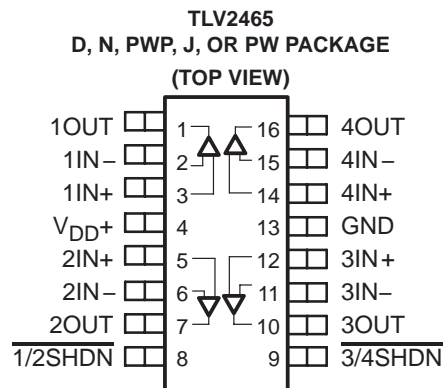 TLV2465
D, N, PWP, J, OR PW PACKAGE
(TOP VIEW)
1OUT 1 16 4OUT
1IN− 2 15 4IN−
1IN+ 3 14 4IN+
VDD+ 4 13 GND
2IN+ 5 12 3IN+
2IN− 6 11 3IN−
2OUT 7 10 3OUT
1/2SHDN 8 9 3/4SHDN